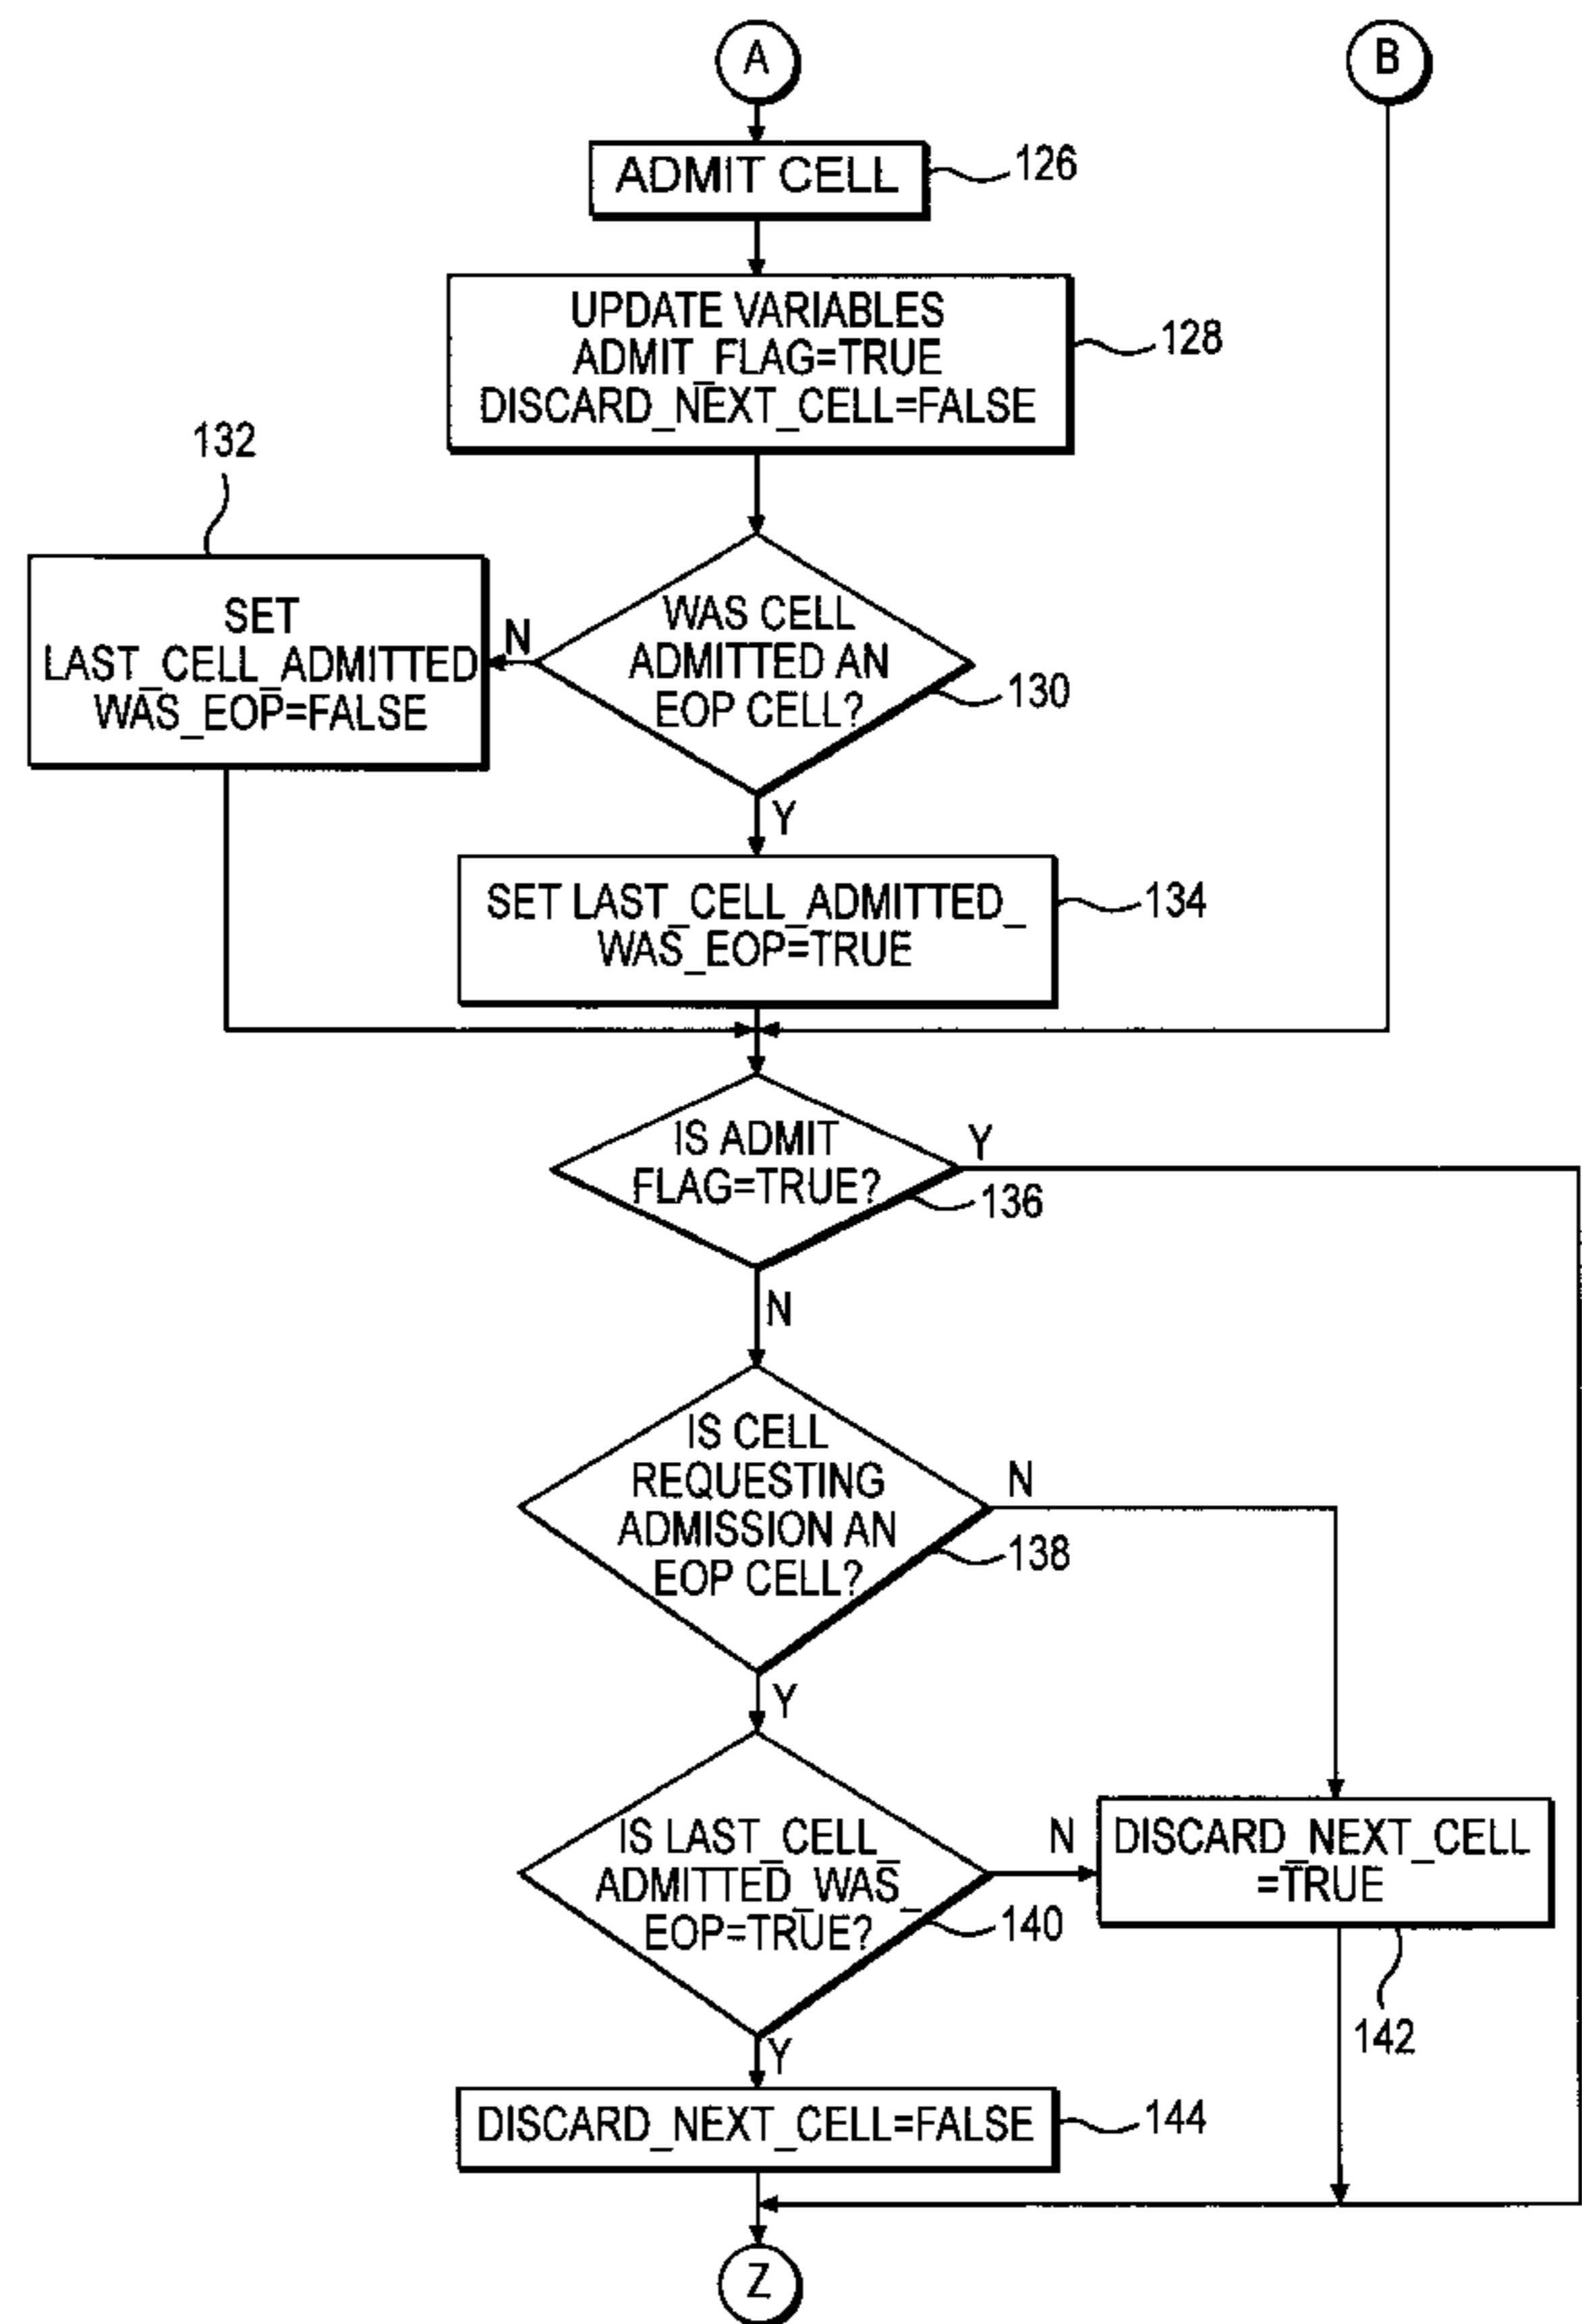 A
B
ADMIT CELL
126
UPDATE VARIABLES
ADMIT_FLAG=TRUE
DISCARD_NEXT_CELL=FALSE
128
132
SET
LAST_CELL_ADMITTED
WAS_EOP=FALSE
N
WAS CELL
ADMITTED AN
EOP CELL?
130
Y
SET LAST_CELL_ADMITTED_
WAS_EOP=TRUE
134
IS ADMIT
FLAG=TRUE?
Y
136
N
IS CELL
REQUESTING
ADMISSION AN
EOP CELL?
N
138
Y
IS LAST_CELL_
ADMITTED_WAS_
EOP=TRUE?
N
140
DISCARD_NEXT_CELL
=TRUE
142
Y
DISCARD_NEXT_CELL=FALSE
144
Z